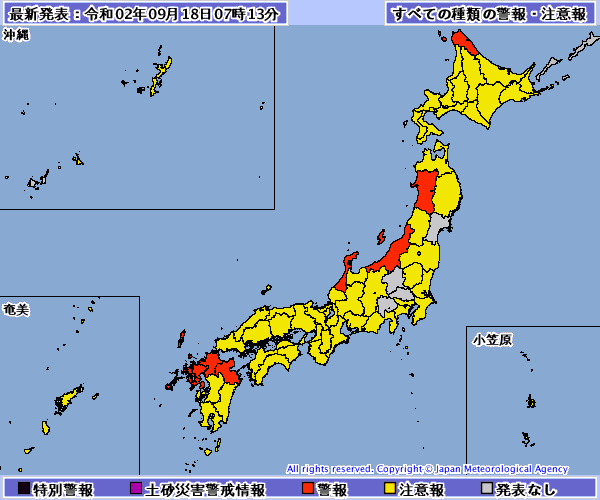 最新発表：令和02年09月18日07時13分
すべての種類の警報・注意報
沖縄
奄美
小笠原
All rights reserved. Copyright © Japan Meteorological Agency
特別警報
土砂災害警戒情報
警報
注意報
発表なし